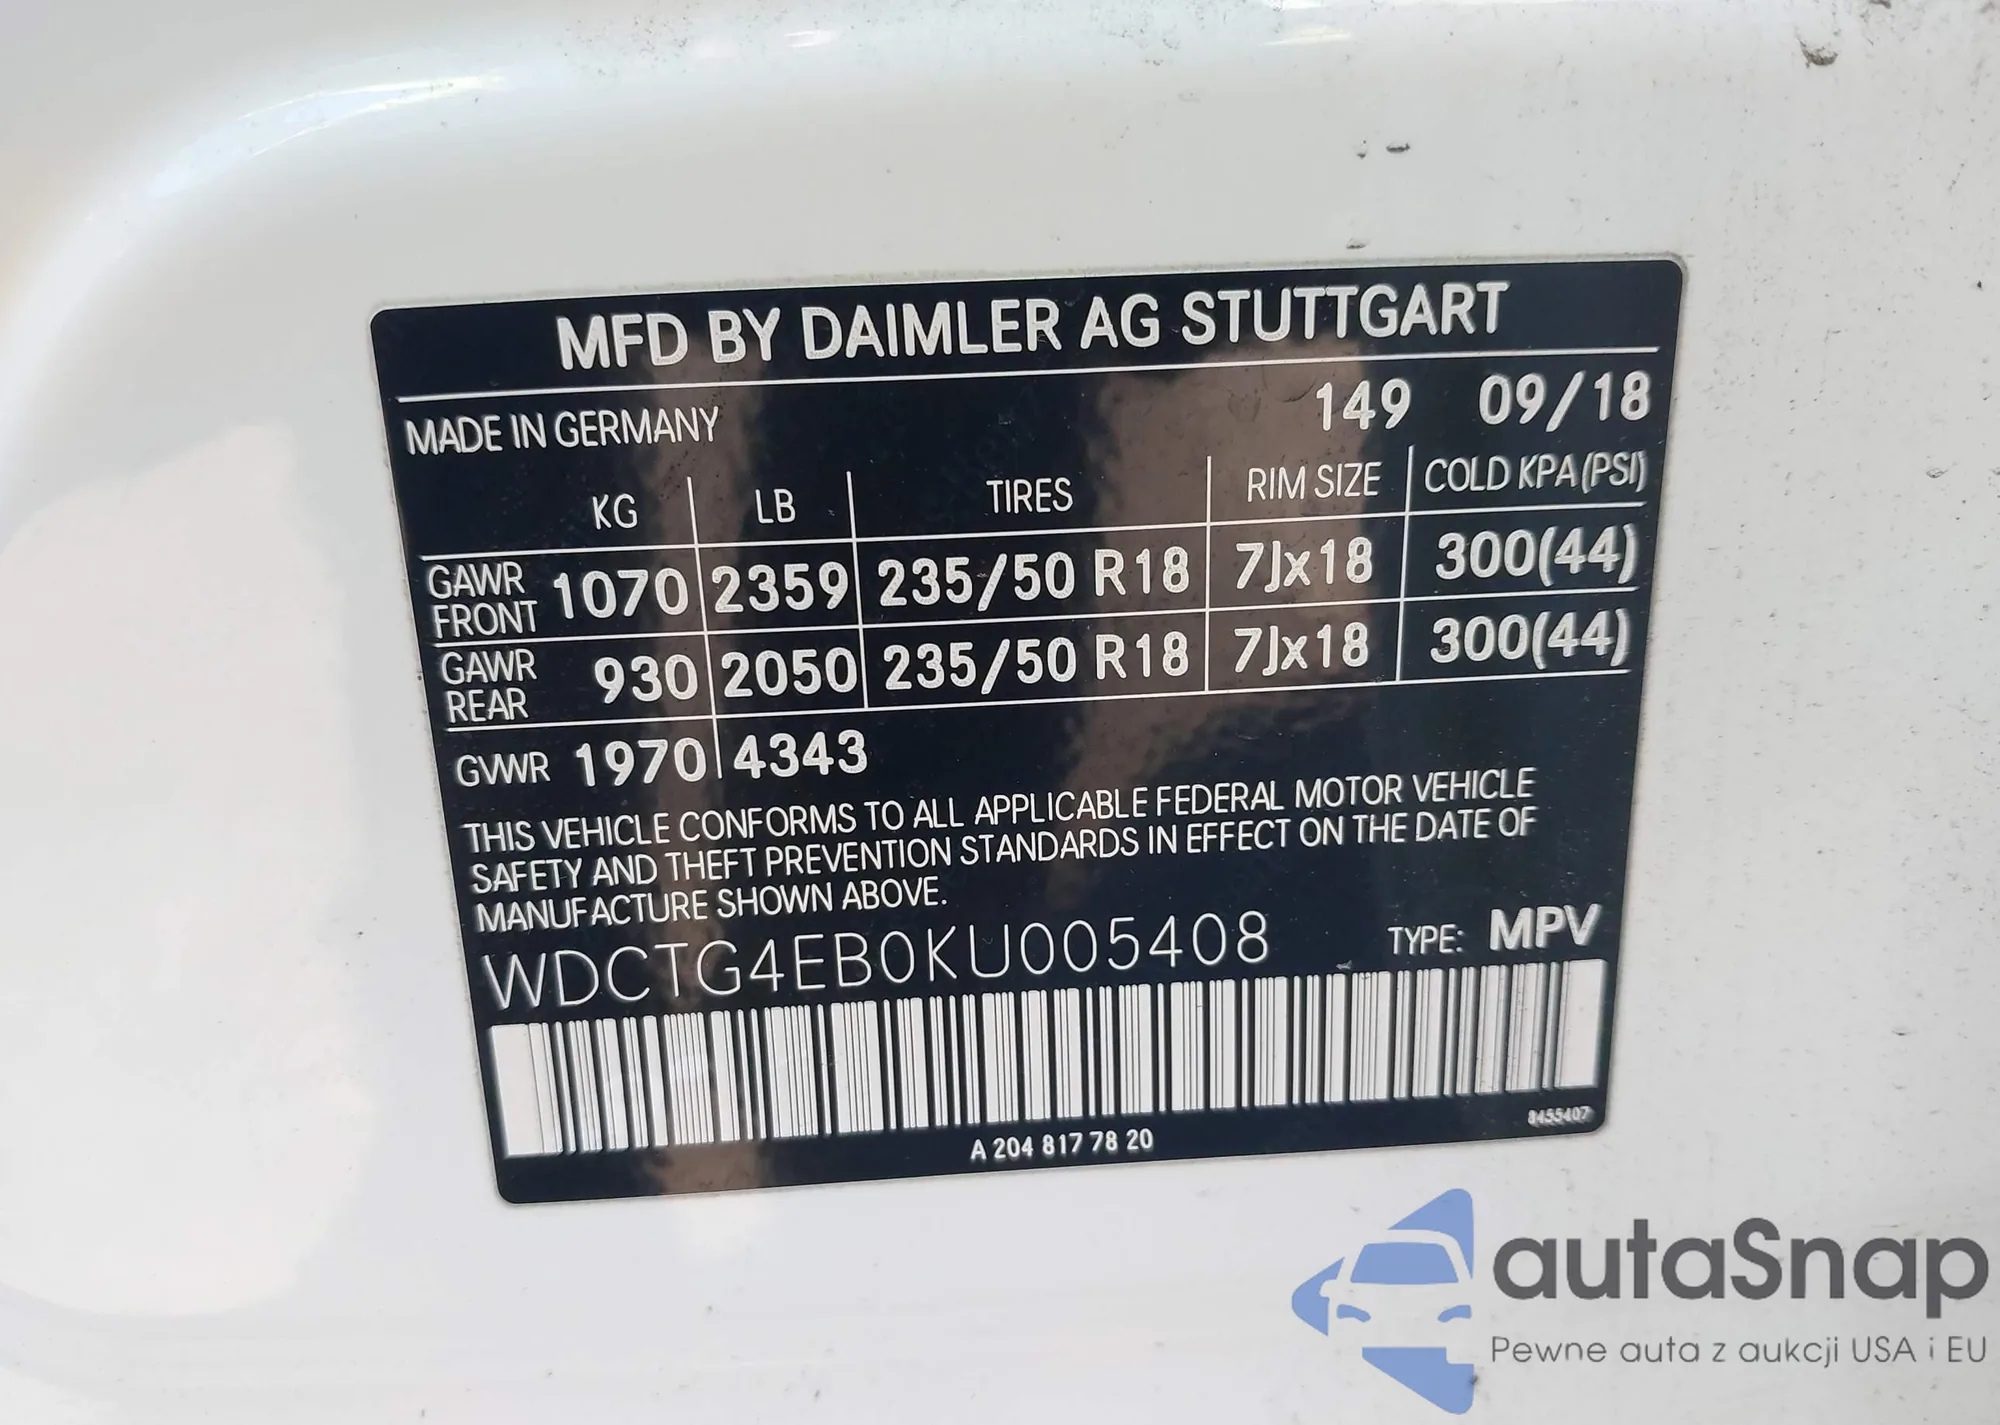 MFD BY DAIMLER AG STUTTGART
MADE IN GERMANY 149 09/18
KG LB TIRES RIM SIZE COLD KPA(PSI)
GAWR FRONT 1070 2359 235/50 R18 7Jx18 300(44)
GAWR REAR 930 2050 235/50 R18 7Jx18 300(44)
GVWR 1970 4343
THIS VEHICLE CONFORMS TO ALL APPLICABLE FEDERAL MOTOR VEHICLE
SAFETY AND THEFT PREVENTION STANDARDS IN EFFECT ON THE DATE OF
MANUFACTURE SHOWN ABOVE.
WDCTG4EB0KU005408 TYPE: MPV
A 204 817 78 20
autaSnap
Pewne auta z aukcji USA i EU